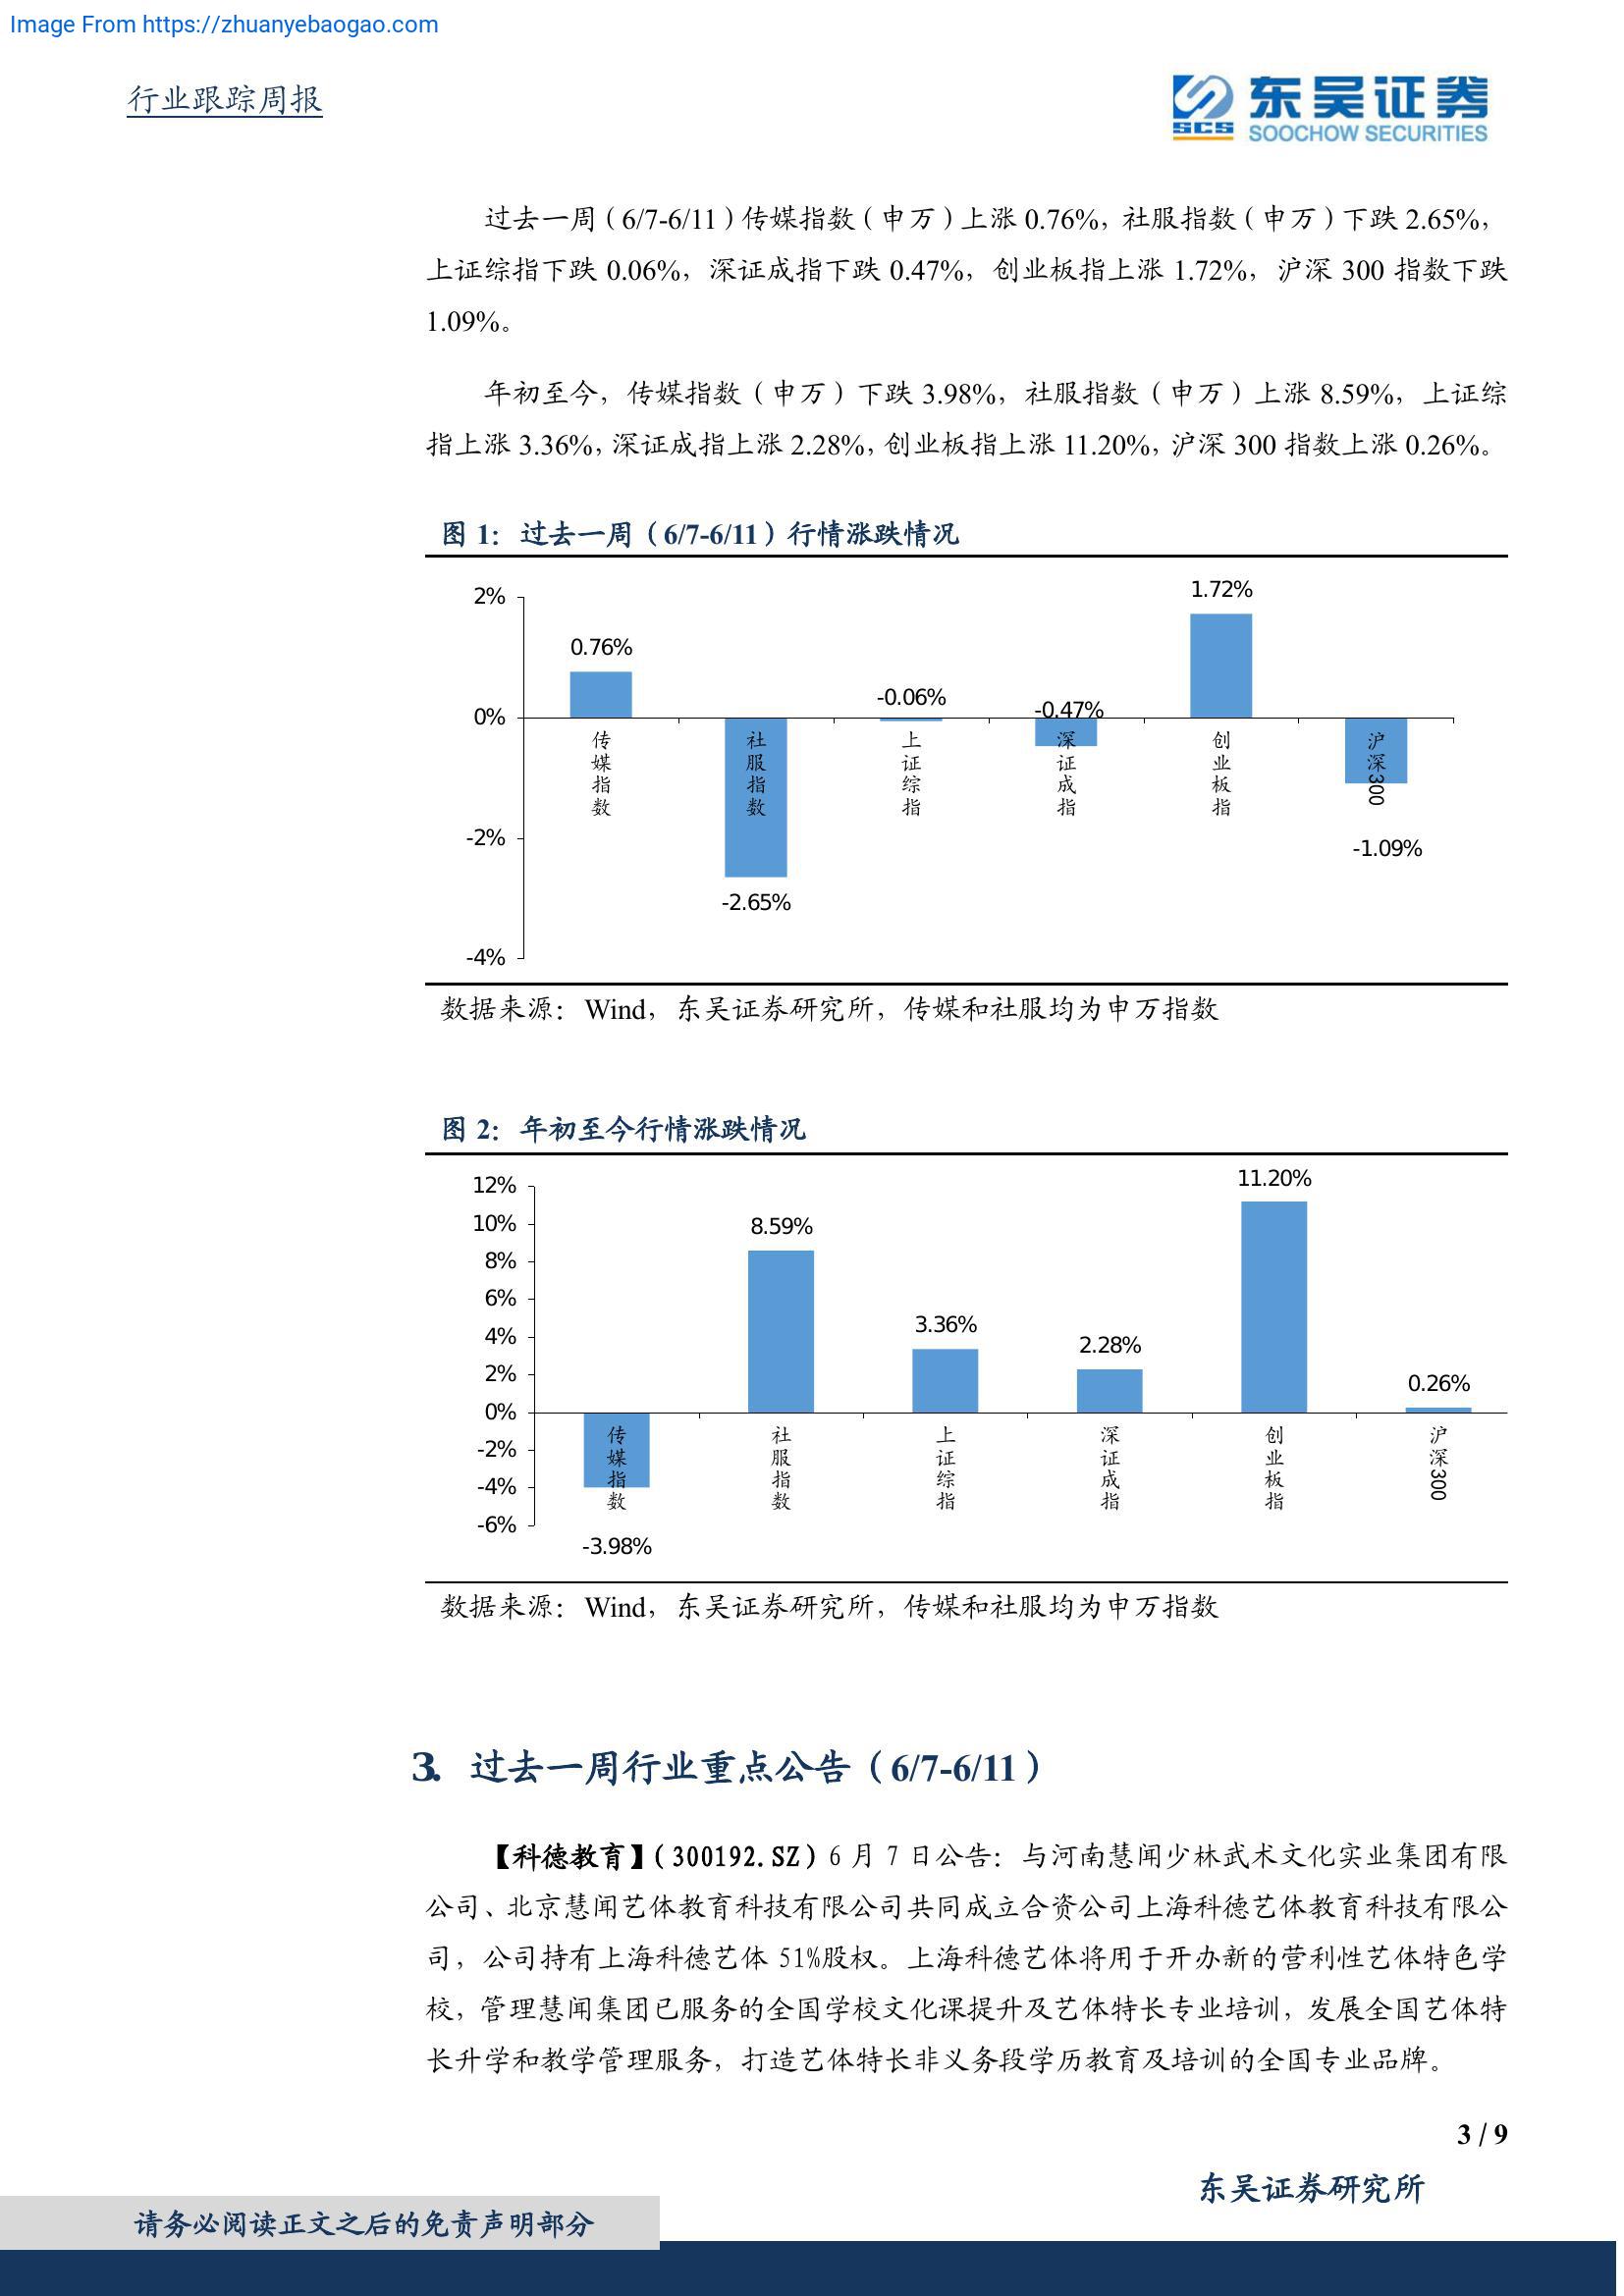 Image From https://zhuanyebaogao.com
行业跟踪周报
东吴证券
SCS
SOOCHOW SECURITIES
过去一周（6/7-6/11）传媒指数（申万）上涨 0.76%，社服指数（申万）下跌 2.65%，
上证综指下跌 0.06%，深证成指下跌 0.47%，创业板指上涨 1.72%，沪深 300 指数下跌
1.09%。
年初至今，传媒指数（申万）下跌 3.98%，社服指数（申万）上涨 8.59%，上证综
指上涨 3.36%，深证成指上涨 2.28%，创业板指上涨 11.20%，沪深 300 指数上涨 0.26%。
图 1：过去一周（6/7-6/11）行情涨跌情况
2%
0%
-2%
-4%
0.76%
-2.65%
-0.06%
-0.47%
1.72%
-1.09%
传媒指数
社服指数
上证综指
深证成指
创业板指
沪深300
数据来源：Wind，东吴证券研究所，传媒和社服均为申万指数
图 2：年初至今行情涨跌情况
12%
10%
8%
6%
4%
2%
0%
-2%
-4%
-6%
-3.98%
8.59%
3.36%
2.28%
11.20%
0.26%
传媒指数
社服指数
上证综指
深证成指
创业板指
沪深300
数据来源：Wind，东吴证券研究所，传媒和社服均为申万指数
3. 过去一周行业重点公告（6/7-6/11）
【科德教育】（300192.SZ）6 月 7 日公告：与河南慧闻少林武术文化实业集团有限
公司、北京慧闻艺体教育科技有限公司共同成立合资公司上海科德艺体教育科技有限公
司，公司持有上海科德艺体 51%股权。上海科德艺体将用于开办新的营利性艺体特色学
校，管理慧闻集团已服务的全国学校文化课提升及艺体特长专业培训，发展全国艺体特
长升学和教学管理服务，打造艺体特长非义务段学历教育及培训的全国专业品牌。
3 / 9
东吴证券研究所
请务必阅读正文之后的免责声明部分